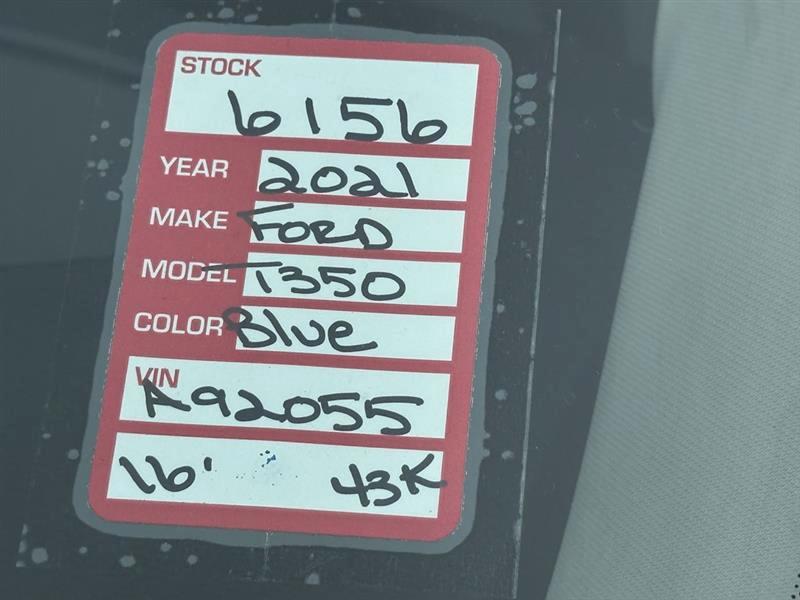 STOCK
6156
YEAR 2021
MAKE FORD
MODEL T350
COLOR Blue
VIN
A92055
16' 43K